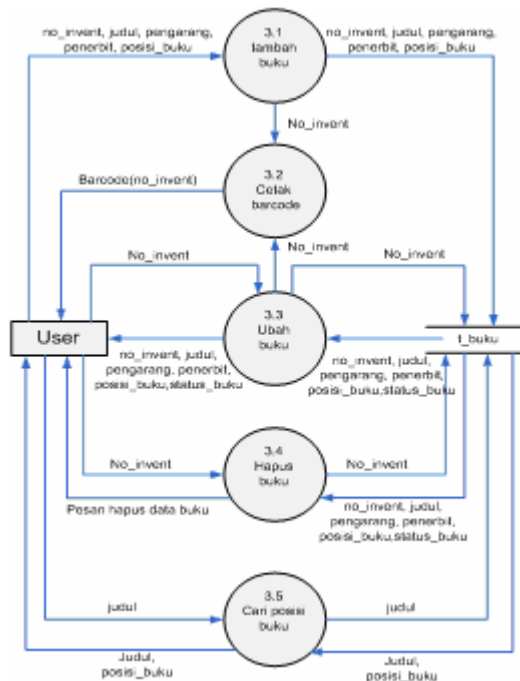 no_invent, judul, pengarang,
penerbit, posisi_buku
3.1
tambah
buku
no_invent, judul, pengarang,
penerbit, posisi_buku
No_invent
3.2
Cetak
barcode
Barcode(no_invent)
No_invent
No_invent
No_invent
3.3
Ubah
buku
User
t_buku
no_invent, judul,
pengarang, penerbit,
posisi_buku,status_buku
no_invent, judul,
pengarang, penerbit,
posisi_buku,status_buku
3.4
Hapus
buku
No_invent
No_invent
Pesan hapus data buku
no_invent, judul,
pengarang, penerbit,
posisi_buku,status_buku
3.5
Cari posisi
buku
judul
judul
Judul,
posisi_buku
Judul,
posisi_buku